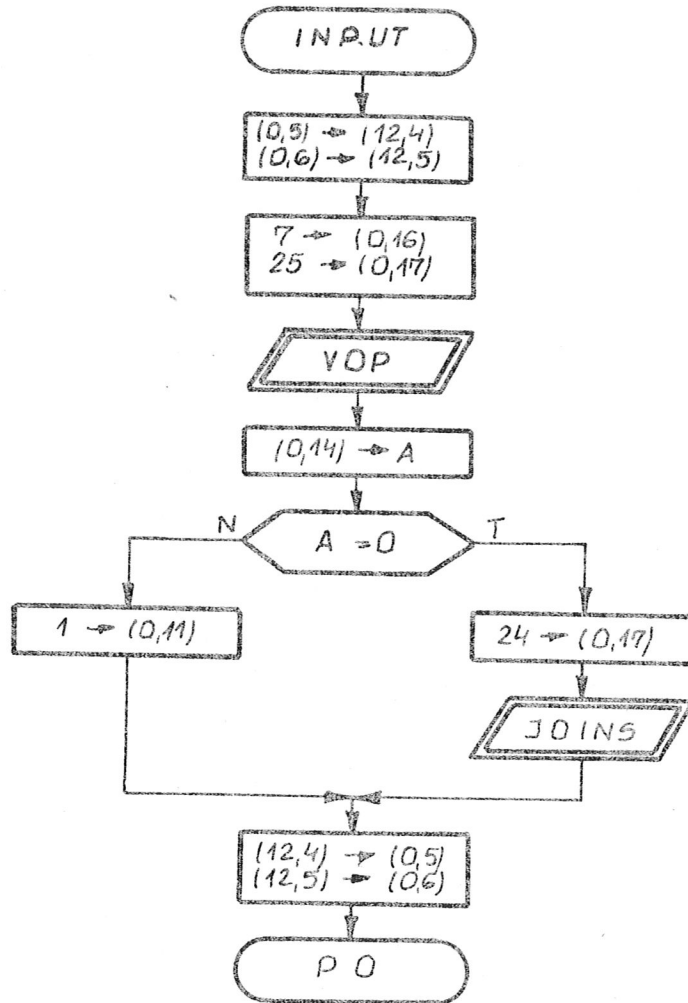 INPUT
(0,5) → (12,4)
(0,6) → (12,5)
7 → (0,16)
25 → (0,17)
VOP
(0,14) → A
A = 0
N
T
1 → (0,11)
24 → (0,17)
JOINS
(12,4) → (0,5)
(12,5) → (0,6)
PO